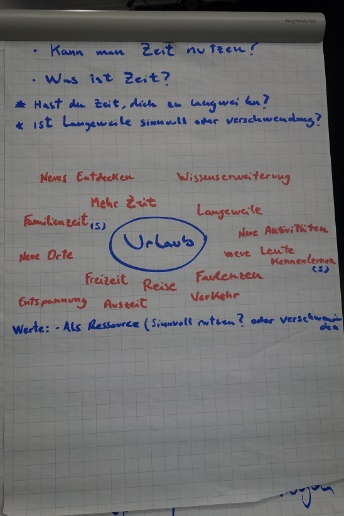 · Kann man Zeit nutzen?
· Was ist Zeit?
* Hast du Zeit, dich zu langweilen?
* ist Langeweile sinnvoll oder verschwendung?
Neues Entdecken Wissenserweiterung
Mehr Zeit Langeweile
Familienzeit (S) Neue Aktivitäten
Urlaub
Neue Orte neue Leute
Kennenlernen
(S)
Freizeit Reise Faulenzen
Entspannung Auszeit Verkehr
Werte: - Als Ressource (Sinnvoll nutzen? oder verschwenden